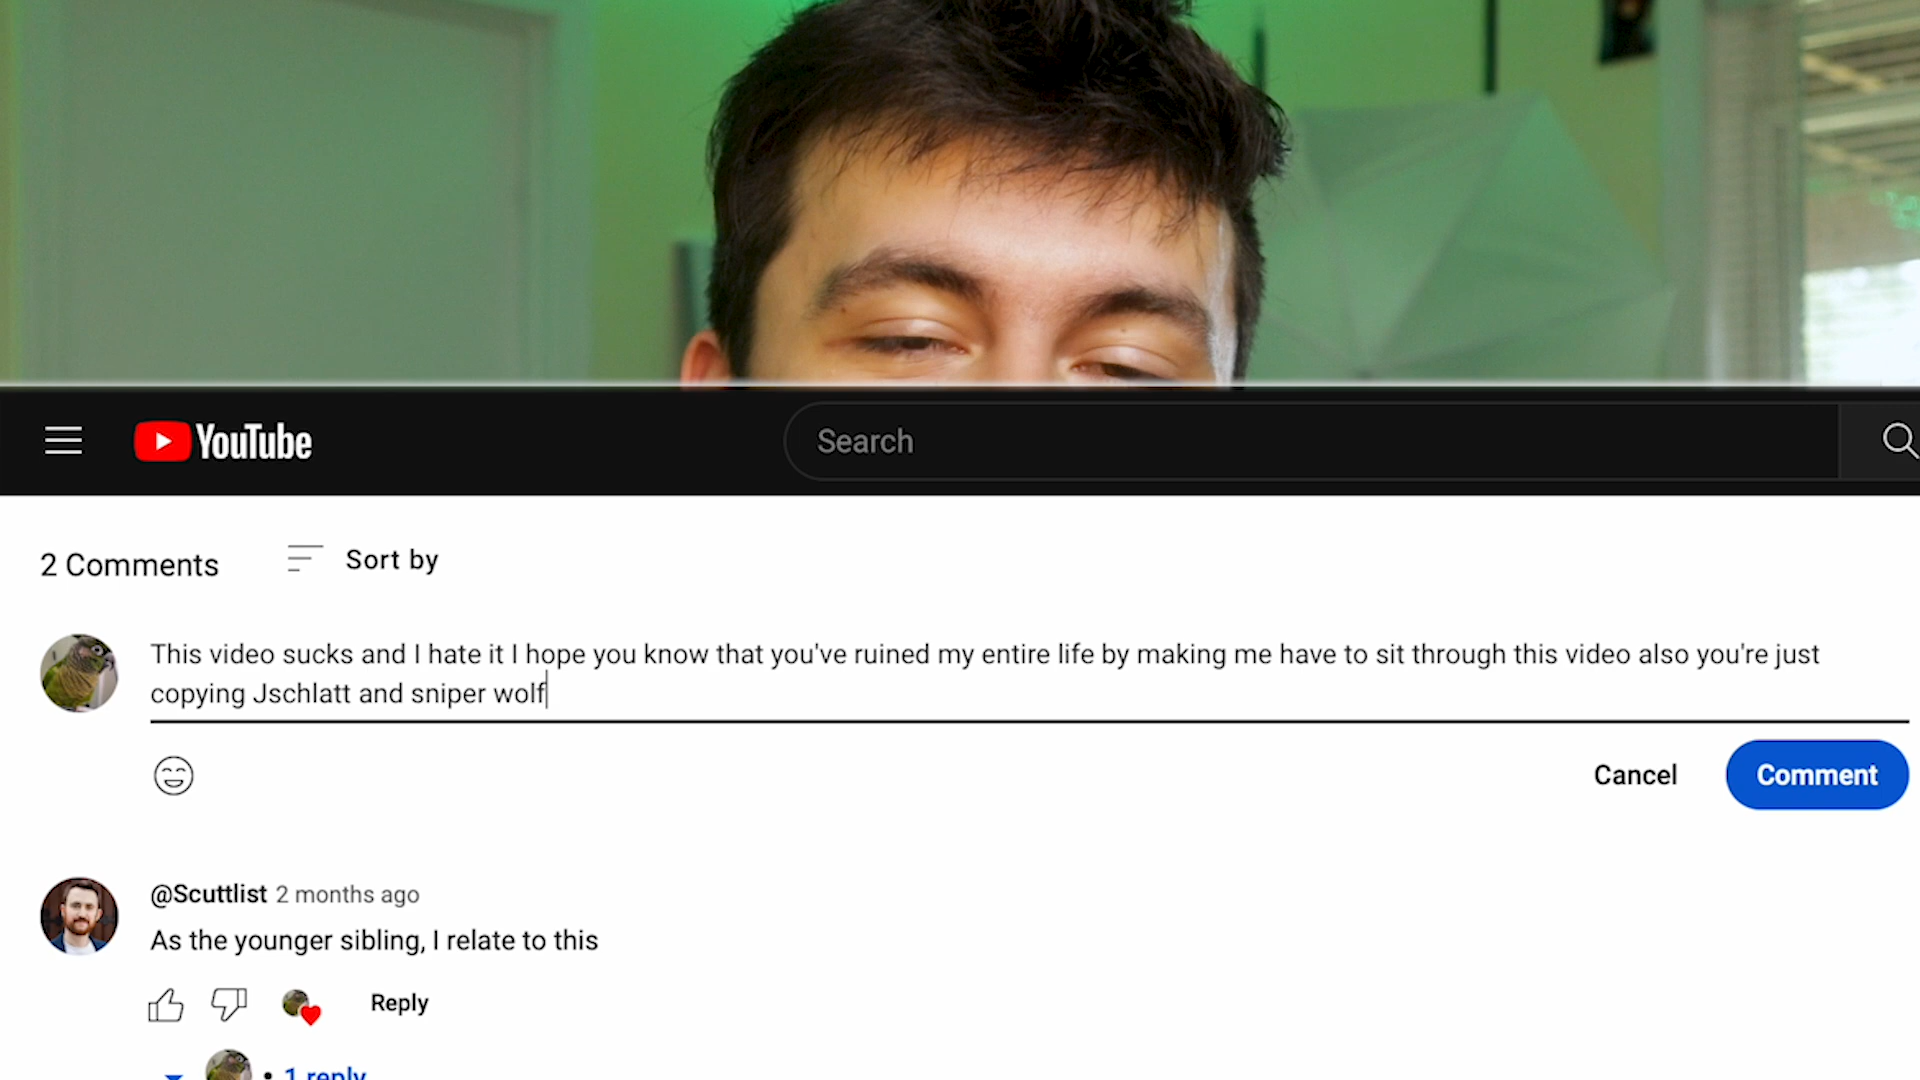 YouTube
Search
2 Comments
Sort by
This video sucks and I hate it I hope you know that you've ruined my entire life by making me have to sit through this video also you're just
copying Jschlatt and sniper wolf
Cancel
Comment
@Scuttlist 2 months ago
As the younger sibling, I relate to this
Reply
• 1 reply